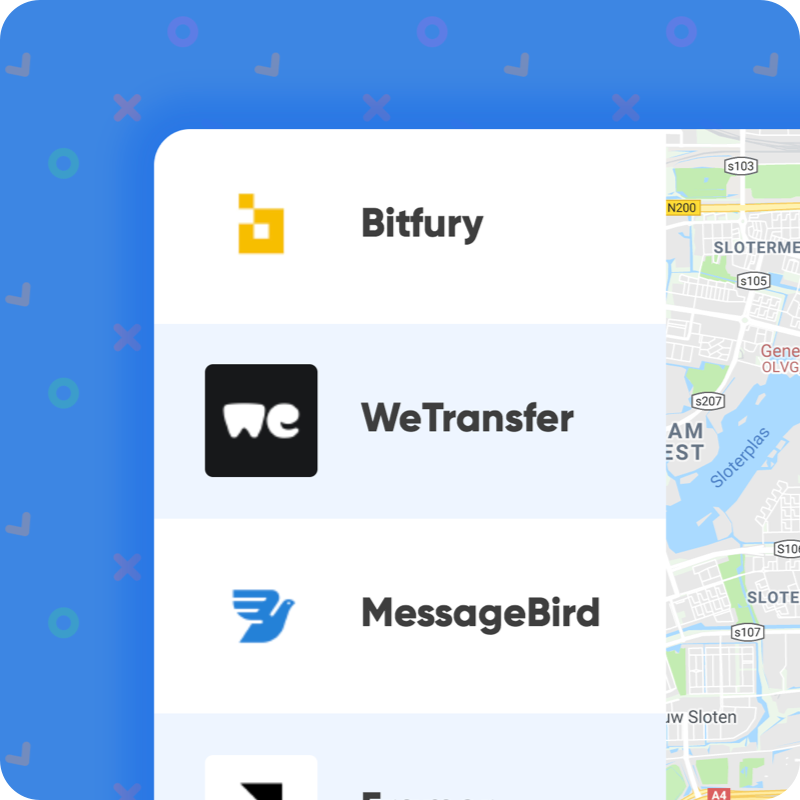 Bitfury
we
WeTransfer
MessageBird
s103
N200
SLOTERME
s105
Gene
OLVG
s207
AM
EST
Sloterplas
S106
SLOTE
s107
uw Sloten
A4